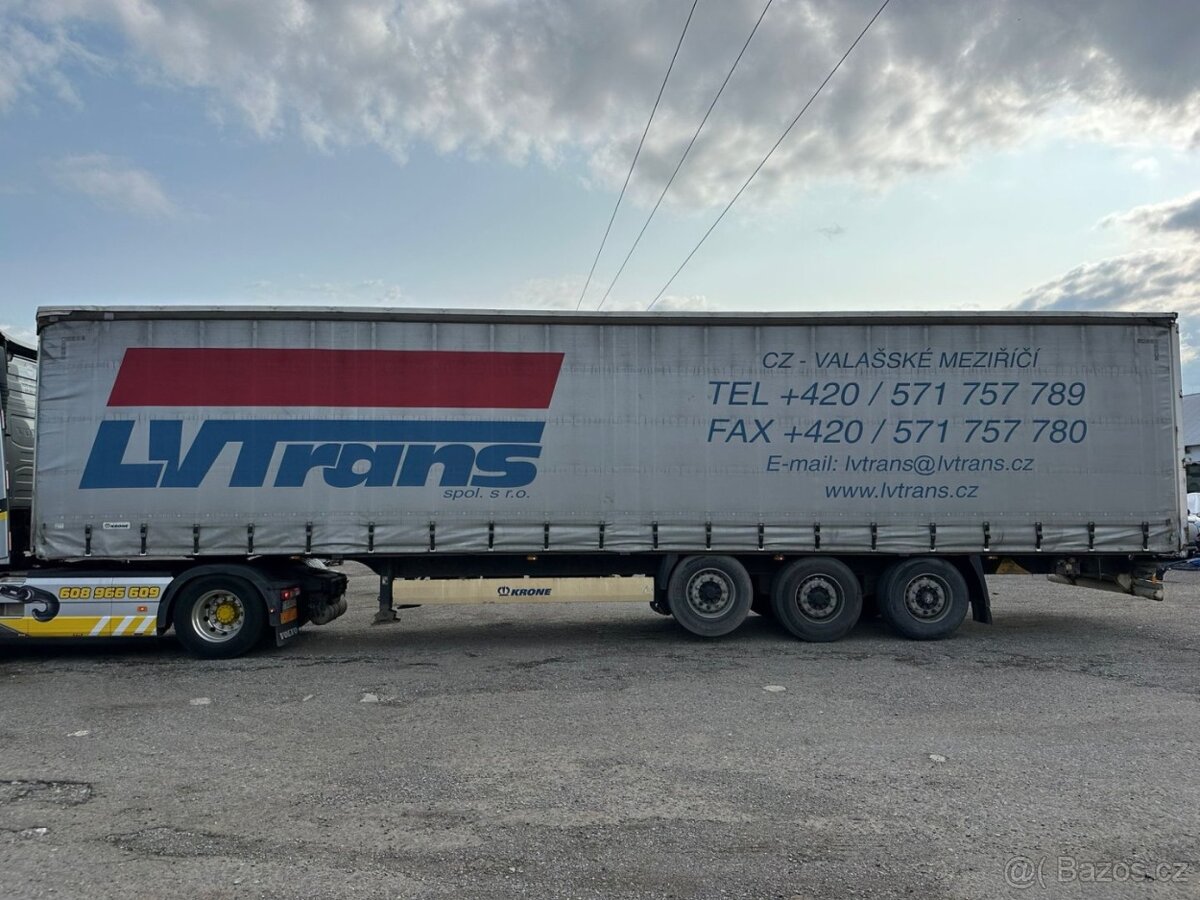 LVTrans
spol. s r.o.
CZ - VALAŠSKÉ MEZIŘÍČÍ
TEL +420 / 571 757 789
FAX +420 / 571 757 780
E-mail: lvtrans@lvtrans.cz
www.lvtrans.cz
KRONE
KRONE
608 966 609
VOLVO
@( Bazos.cz